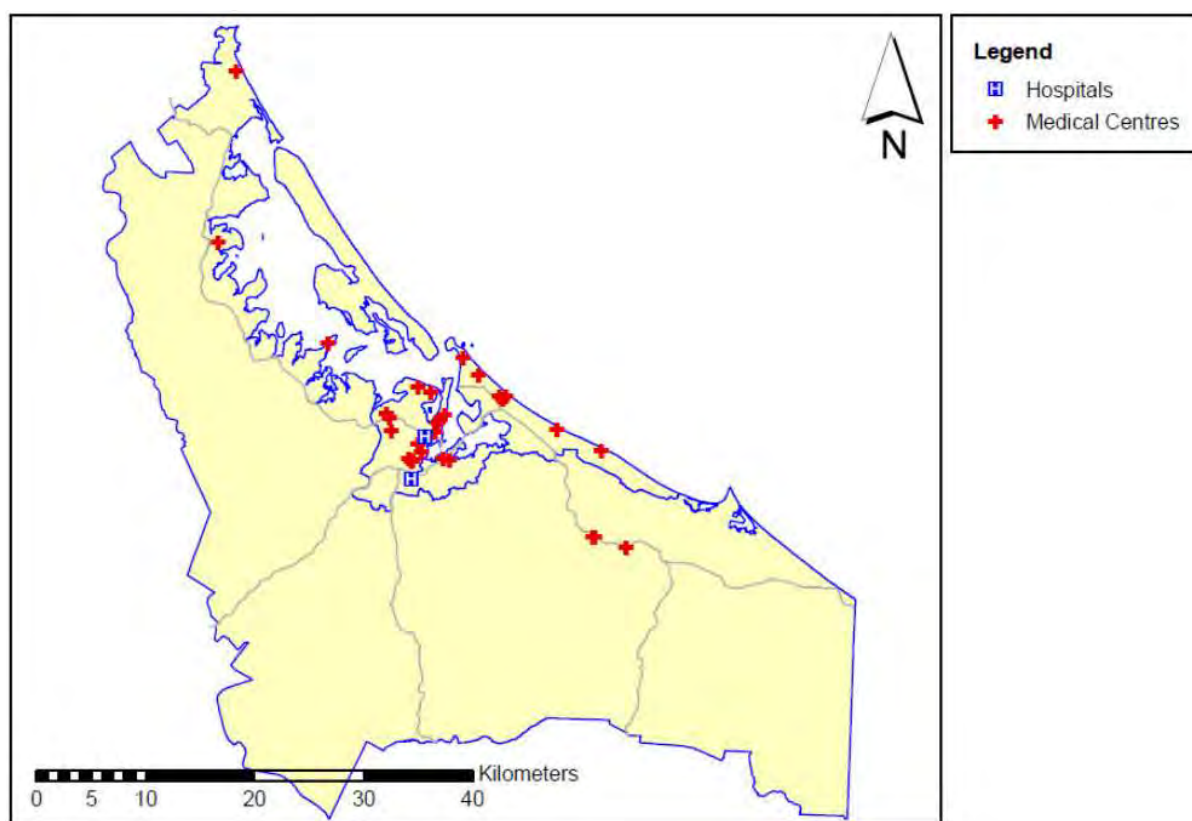 Legend
H Hospitals
Medical Centres
N
H
H
Kilometers
0 5 10 20 30 40